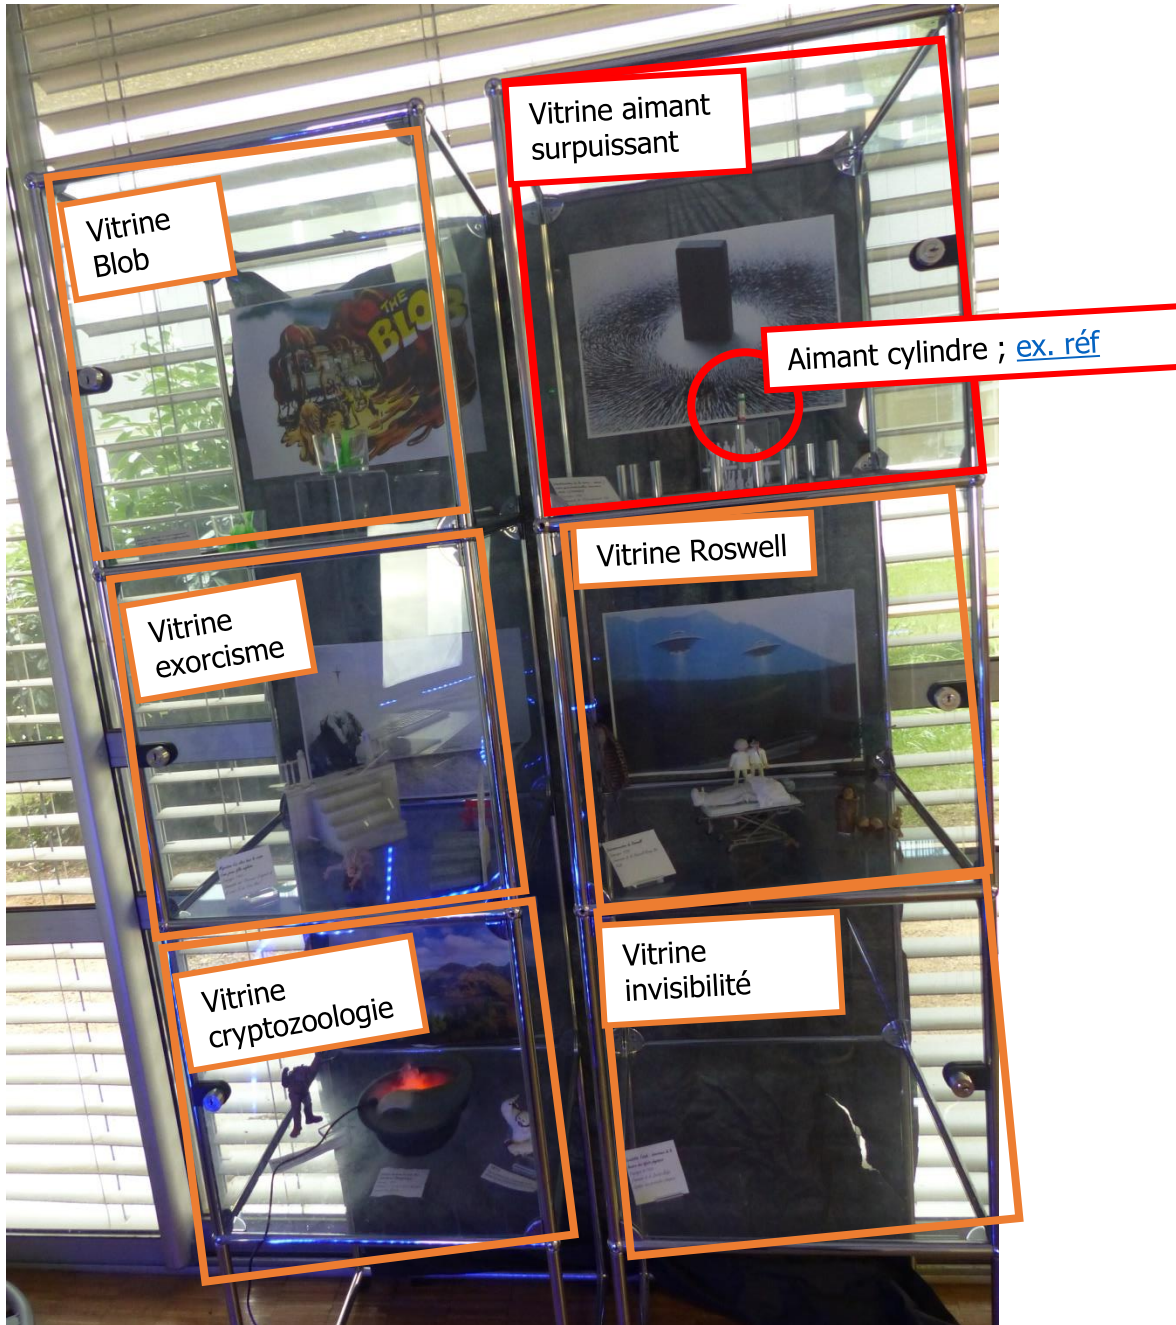 Vitrine aimant
surpuissant
Vitrine
Blob
THE
BLOB
Aimant cylindre ; ex. réf
Vitrine Roswell
Vitrine
exorcisme
Vitrine
invisibilité
Vitrine
cryptozoologie